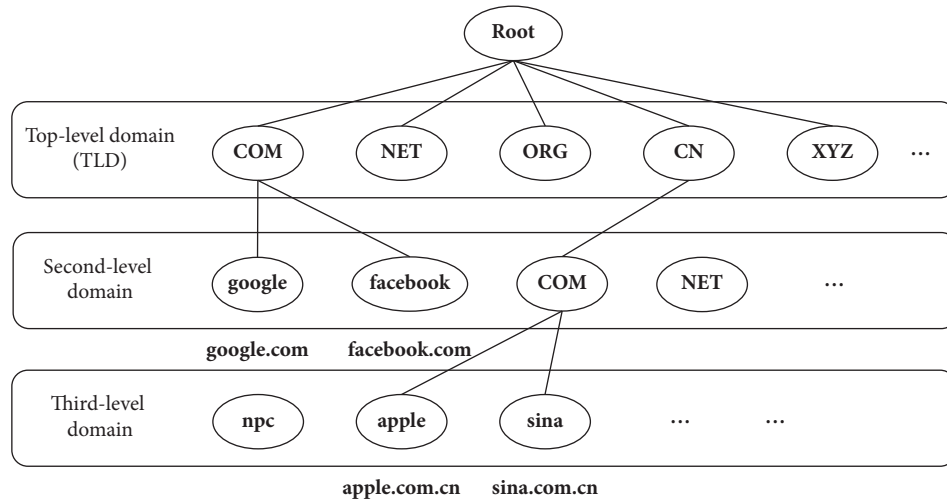 Root
Top-level domain
(TLD)
COM
NET
ORG
CN
XYZ
...
Second-level
domain
google
facebook
COM
NET
...
google.com
facebook.com
Third-level
domain
npc
apple
sina
...
...
apple.com.cn
sina.com.cn